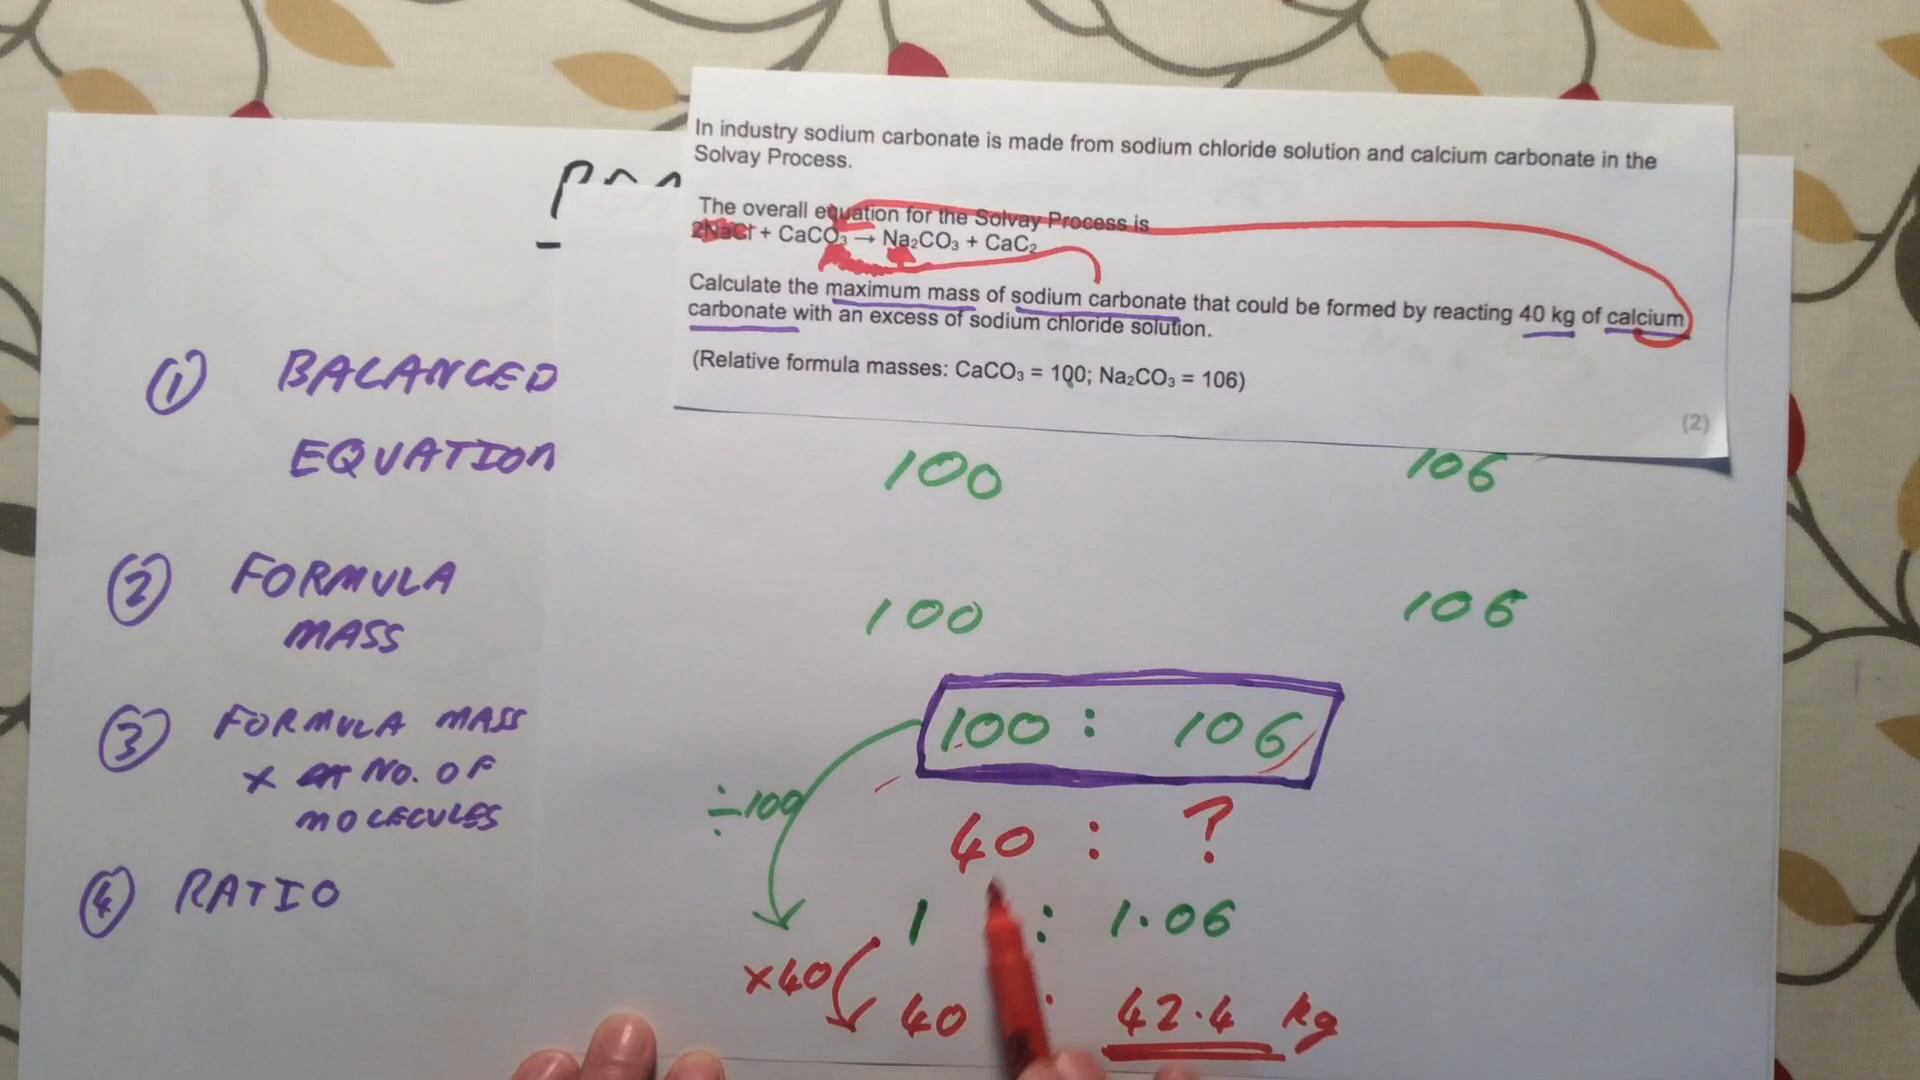 In industry sodium carbonate is made from sodium chloride solution and calcium carbonate in the
Solvay Process.
The overall equation for the Solvay Process is
2NaCl + CaCO₃ → Na₂CO₃ + CaC₂
Calculate the maximum mass of sodium carbonate that could be formed by reacting 40 kg of calcium
carbonate with an excess of sodium chloride solution.
(Relative formula masses: CaCO₃ = 100; Na₂CO₃ = 106)
(2)
① BALANCED
EQUATION
100 106
② FORMULA
MASS
100 106
③ FORMULA MASS
x NO. OF
MOLECULES
100 : 106
÷100
40 : ?
④ RATIO
1 : 1.06
x40
40 : 42.4 kg